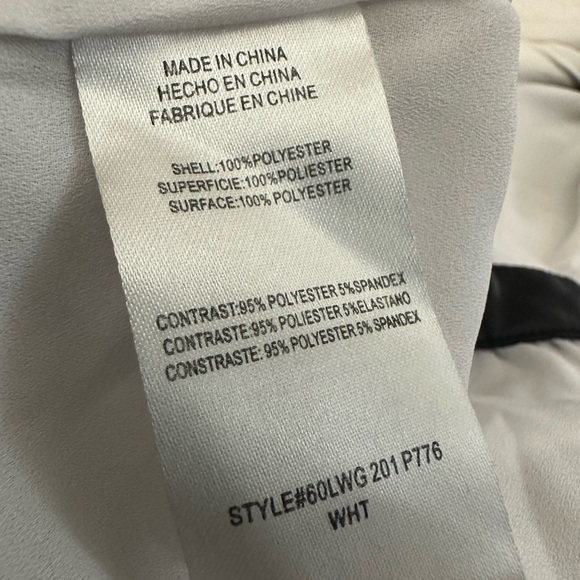 MADE IN CHINA
HECHO EN CHINA
FABRIQUE EN CHINE
SHELL:100%POLYESTER
SUPERFICIE:100%POLIESTER
SURFACE:100% POLYESTER
CONTRAST:95% POLYESTER 5%SPANDEX
CONTRASTE:95% POLIESTER 5%ELASTANO
CONSTRASTE: 95% POLYESTER 5% SPANDEX
STYLE#60LWG 201 P776
WHT